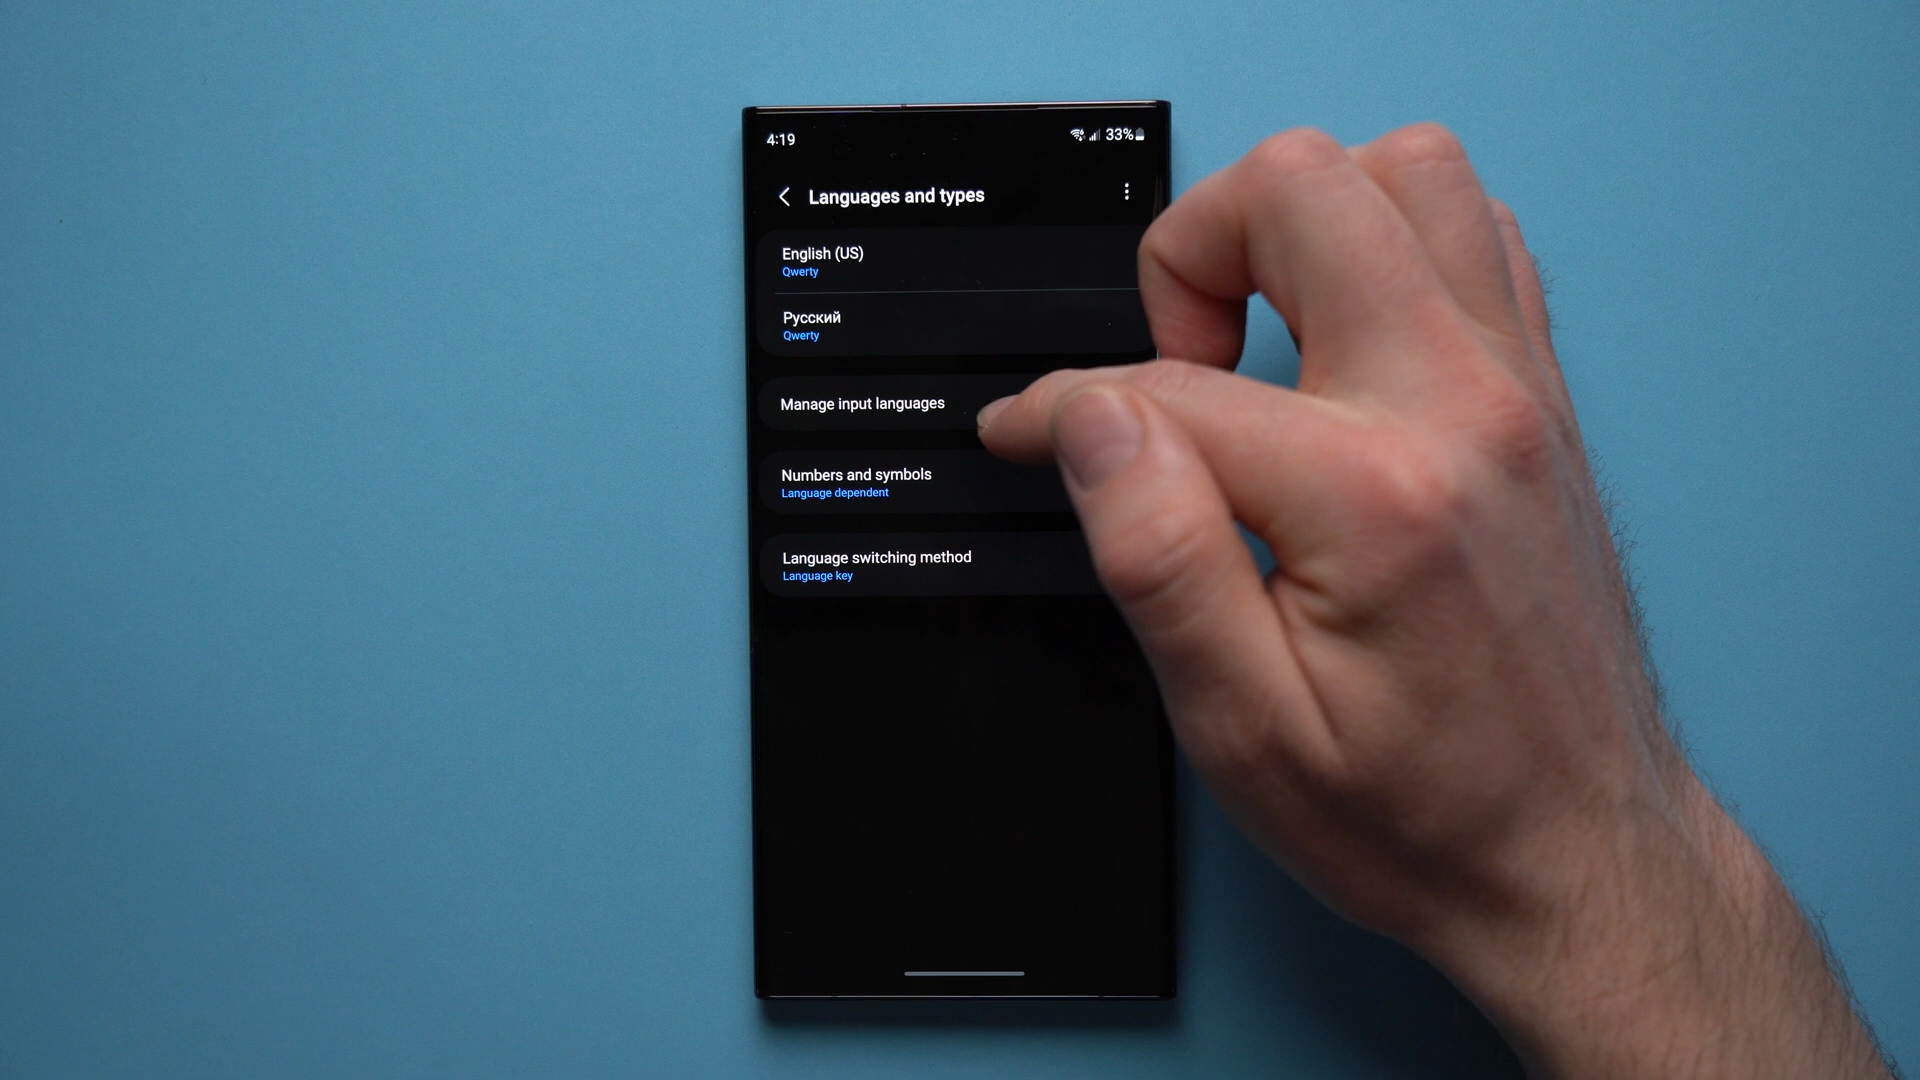 4:19
33%
Languages and types
English (US)
Qwerty
Русский
Qwerty
Manage input languages
Numbers and symbols
Language dependent
Language switching method
Language key